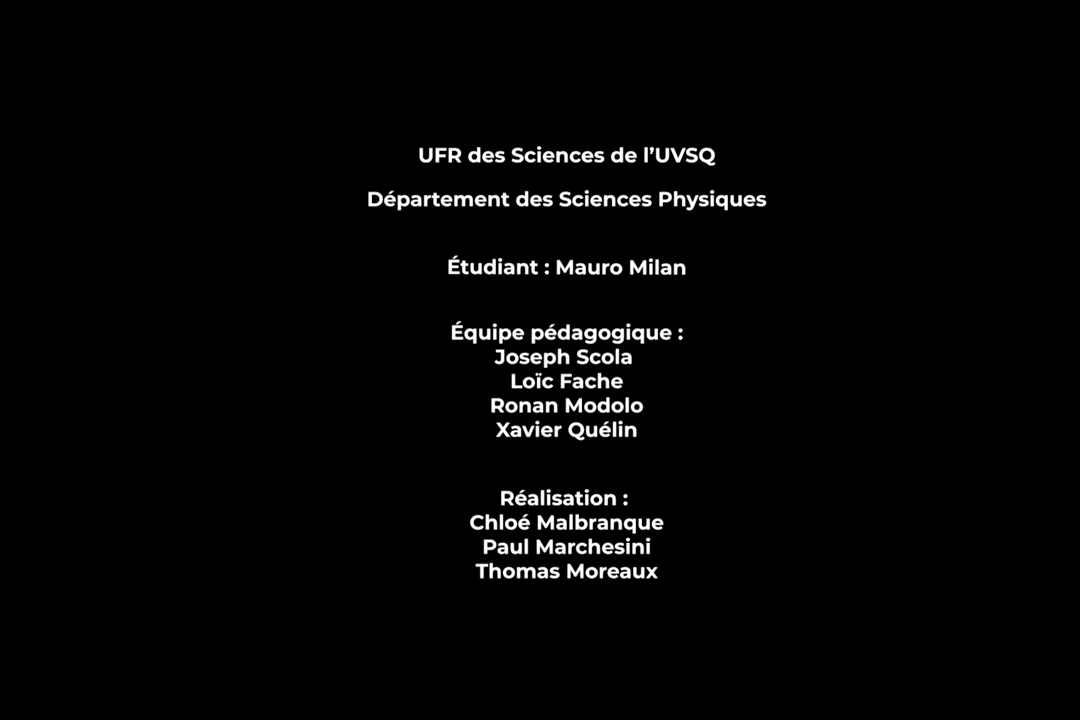 UFR des Sciences de l’UVSQ
Département des Sciences Physiques
Étudiant : Mauro Milan
Équipe pédagogique :
Joseph Scola
Loïc Fache
Ronan Modolo
Xavier Quélin
Réalisation :
Chloé Malbranque
Paul Marchesini
Thomas Moreaux